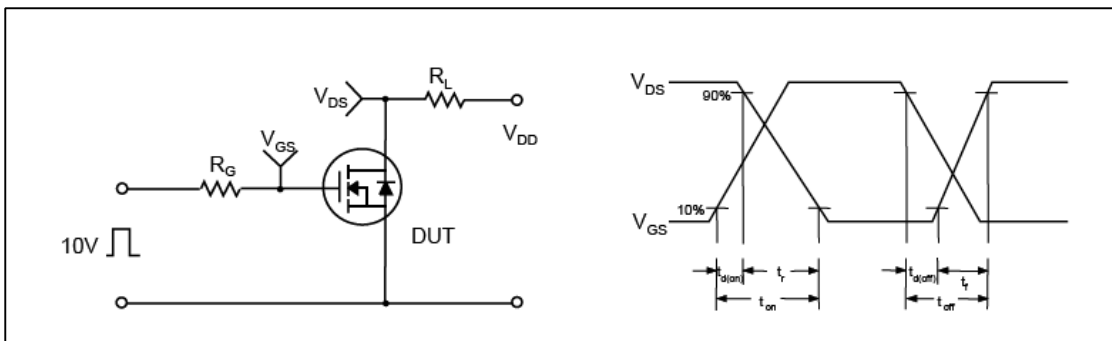 RL
VDS
VDD
VGS
RG
10V
DUT
VDS
90%
10%
VGS
td(on)
tr
ton
td(off)
tf
toff